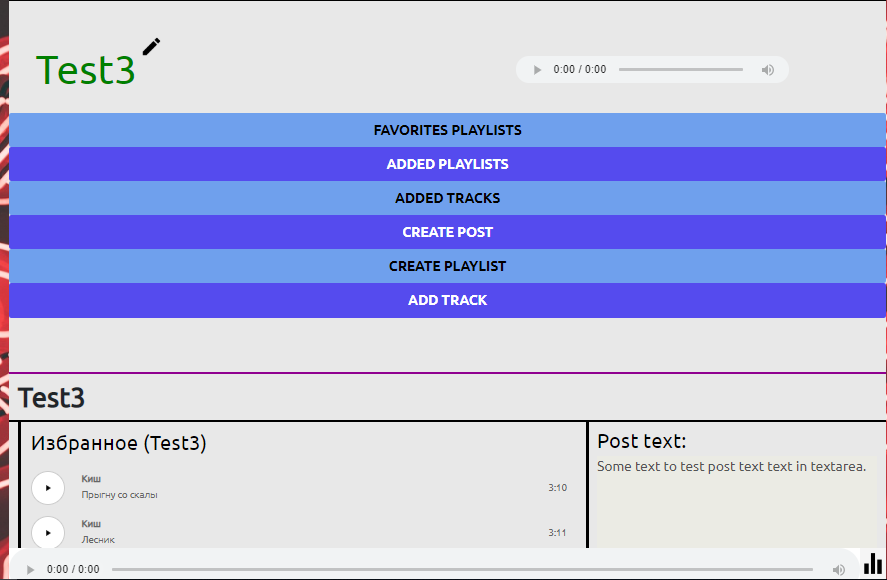 Test3
0:00 / 0:00
FAVORITES PLAYLISTS
ADDED PLAYLISTS
ADDED TRACKS
CREATE POST
CREATE PLAYLIST
ADD TRACK
Test3
Избранное (Test3)
Киш
Прыгну со скалы
3:10
Киш
Лесник
3:11
Post text:
Some text to test post text text in textarea.
0:00 / 0:00